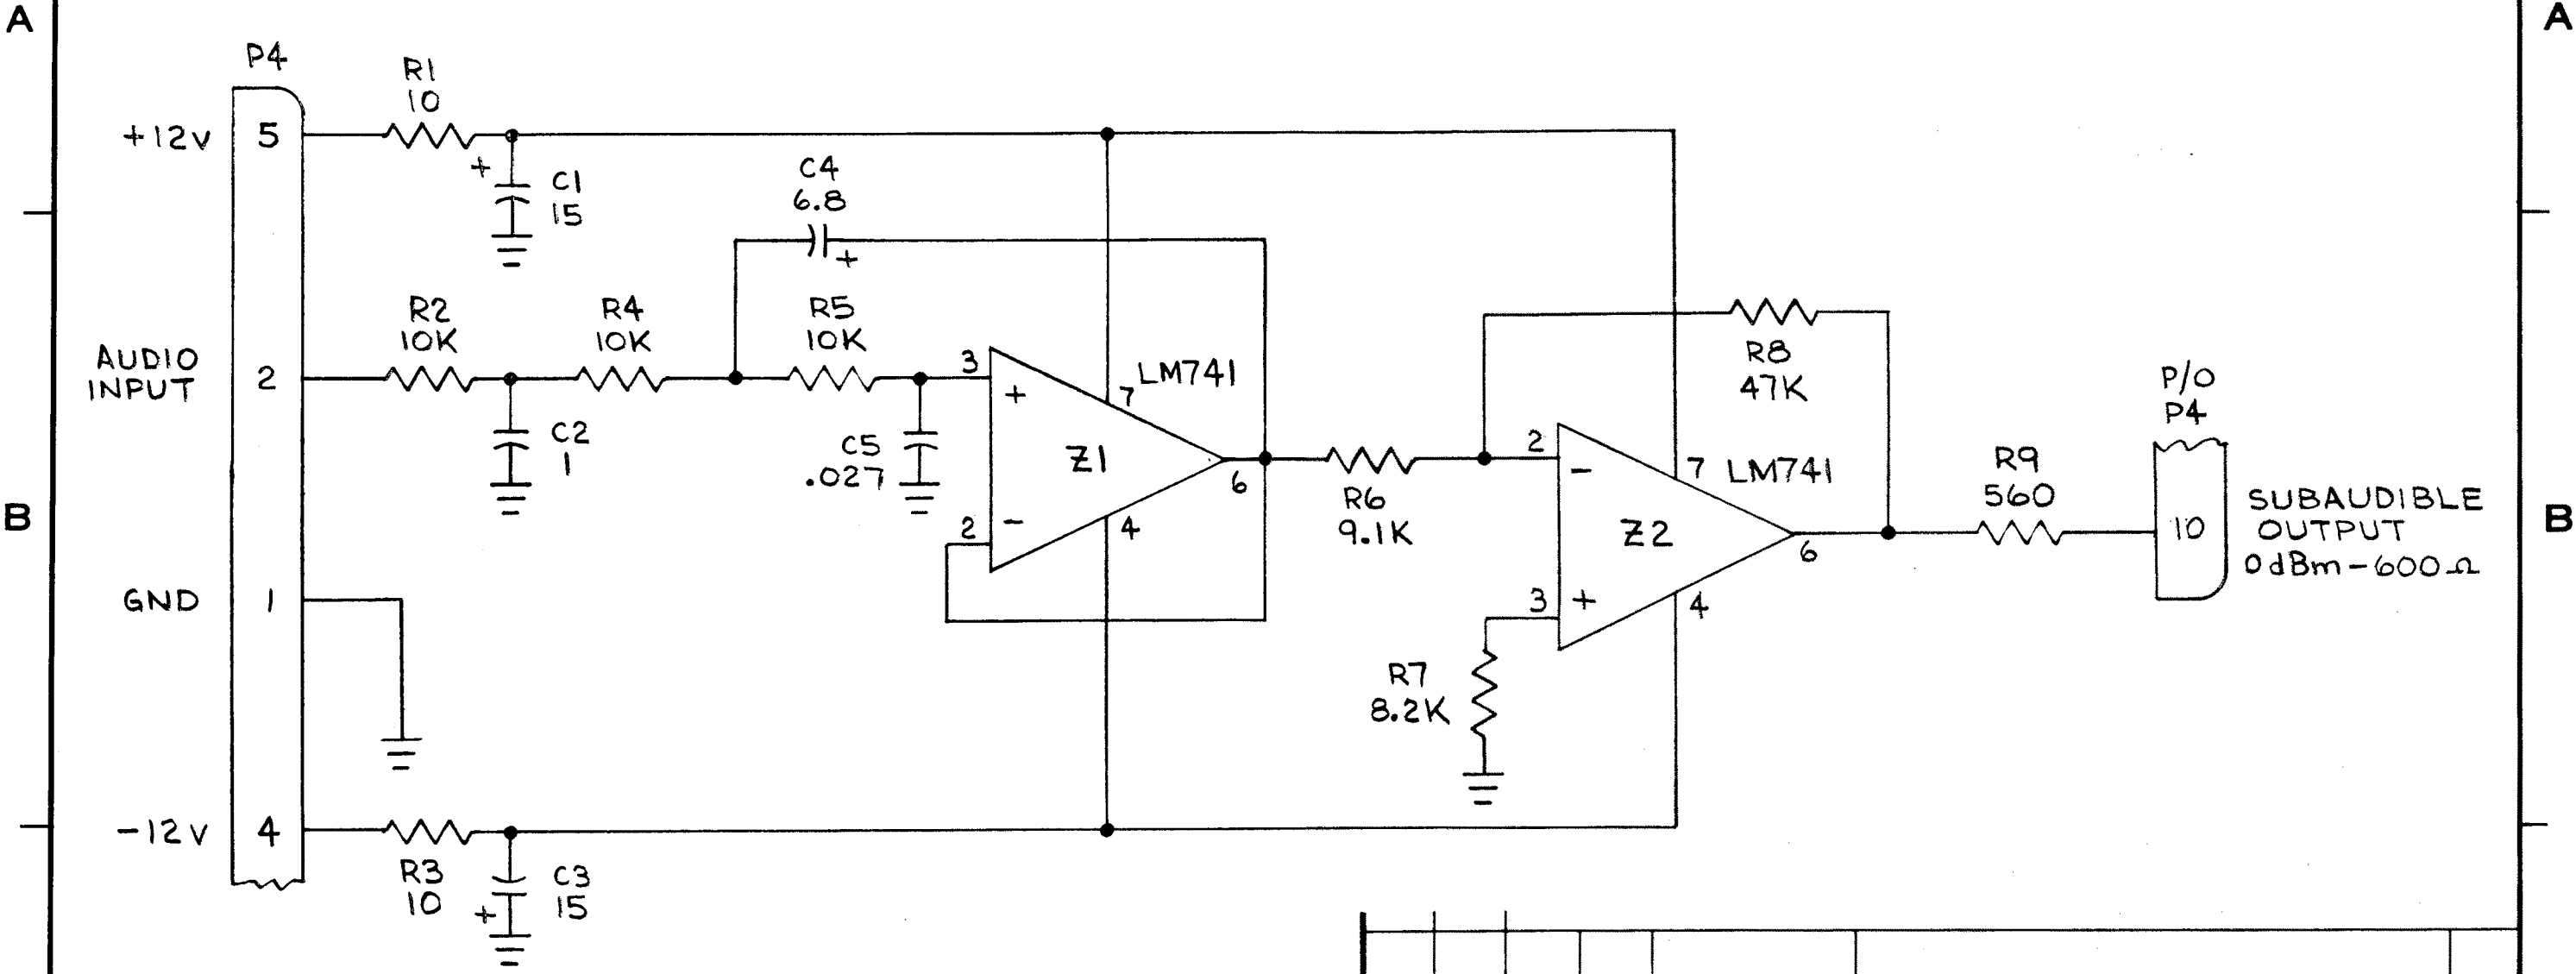 A
A
P4
R1
10
+12V
5
+
C1
15
C4
6.8
+
R2
10K
R4
10K
R5
10K
AUDIO
INPUT
2
C2
1
C5
.027
3
+
2
−
7
LM741
Z1
6
4
R6
9.1K
R8
47K
2
−
3
+
7
LM741
Z2
6
4
R7
8.2K
R9
560
P/O
P4
10
SUBAUDIBLE
OUTPUT
0dBm-600Ω
B
B
GND
1
-12V
4
R3
10
+
C3
15